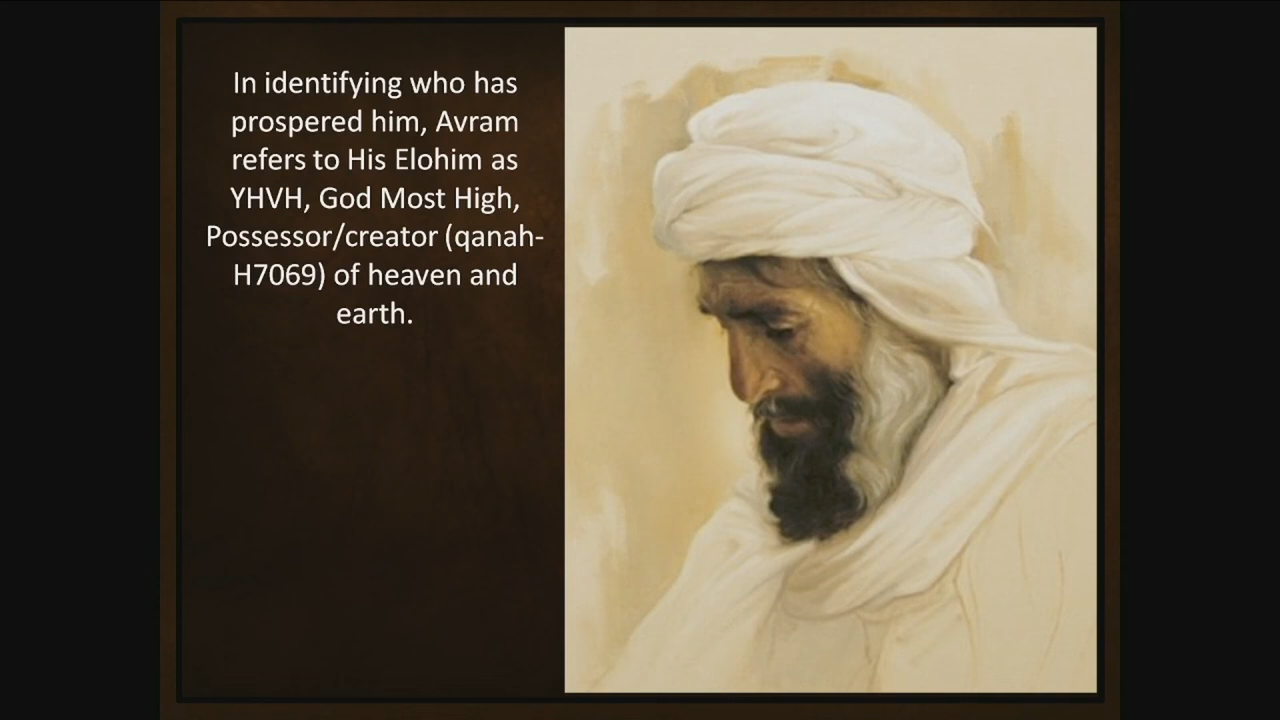 In identifying who has
prospered him, Avram
refers to His Elohim as
YHVH, God Most High,
Possessor/creator (qanah-
H7069) of heaven and
earth.